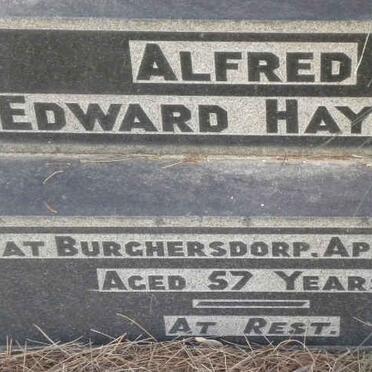 ALFRED
EDWARD HAY
AT BURGHERSDORP. AP
AGED 57 YEARS
AT REST.